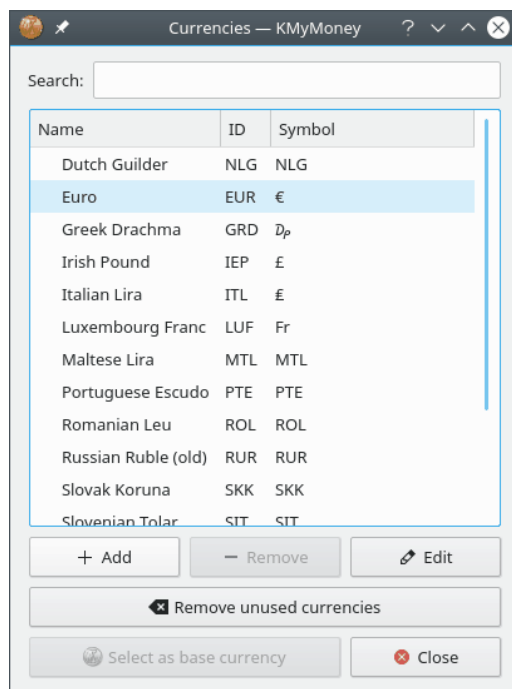 Currencies — KMyMoney
Search:
Name ID Symbol
Dutch Guilder NLG NLG
Euro EUR €
Greek Drachma GRD ₯
Irish Pound IEP £
Italian Lira ITL ₤
Luxembourg Franc LUF Fr
Maltese Lira MTL MTL
Portuguese Escudo PTE PTE
Romanian Leu ROL ROL
Russian Ruble (old) RUR RUR
Slovak Koruna SKK SKK
Slovenian Tolar SIT SIT
+ Add − Remove Edit
Remove unused currencies
Select as base currency Close